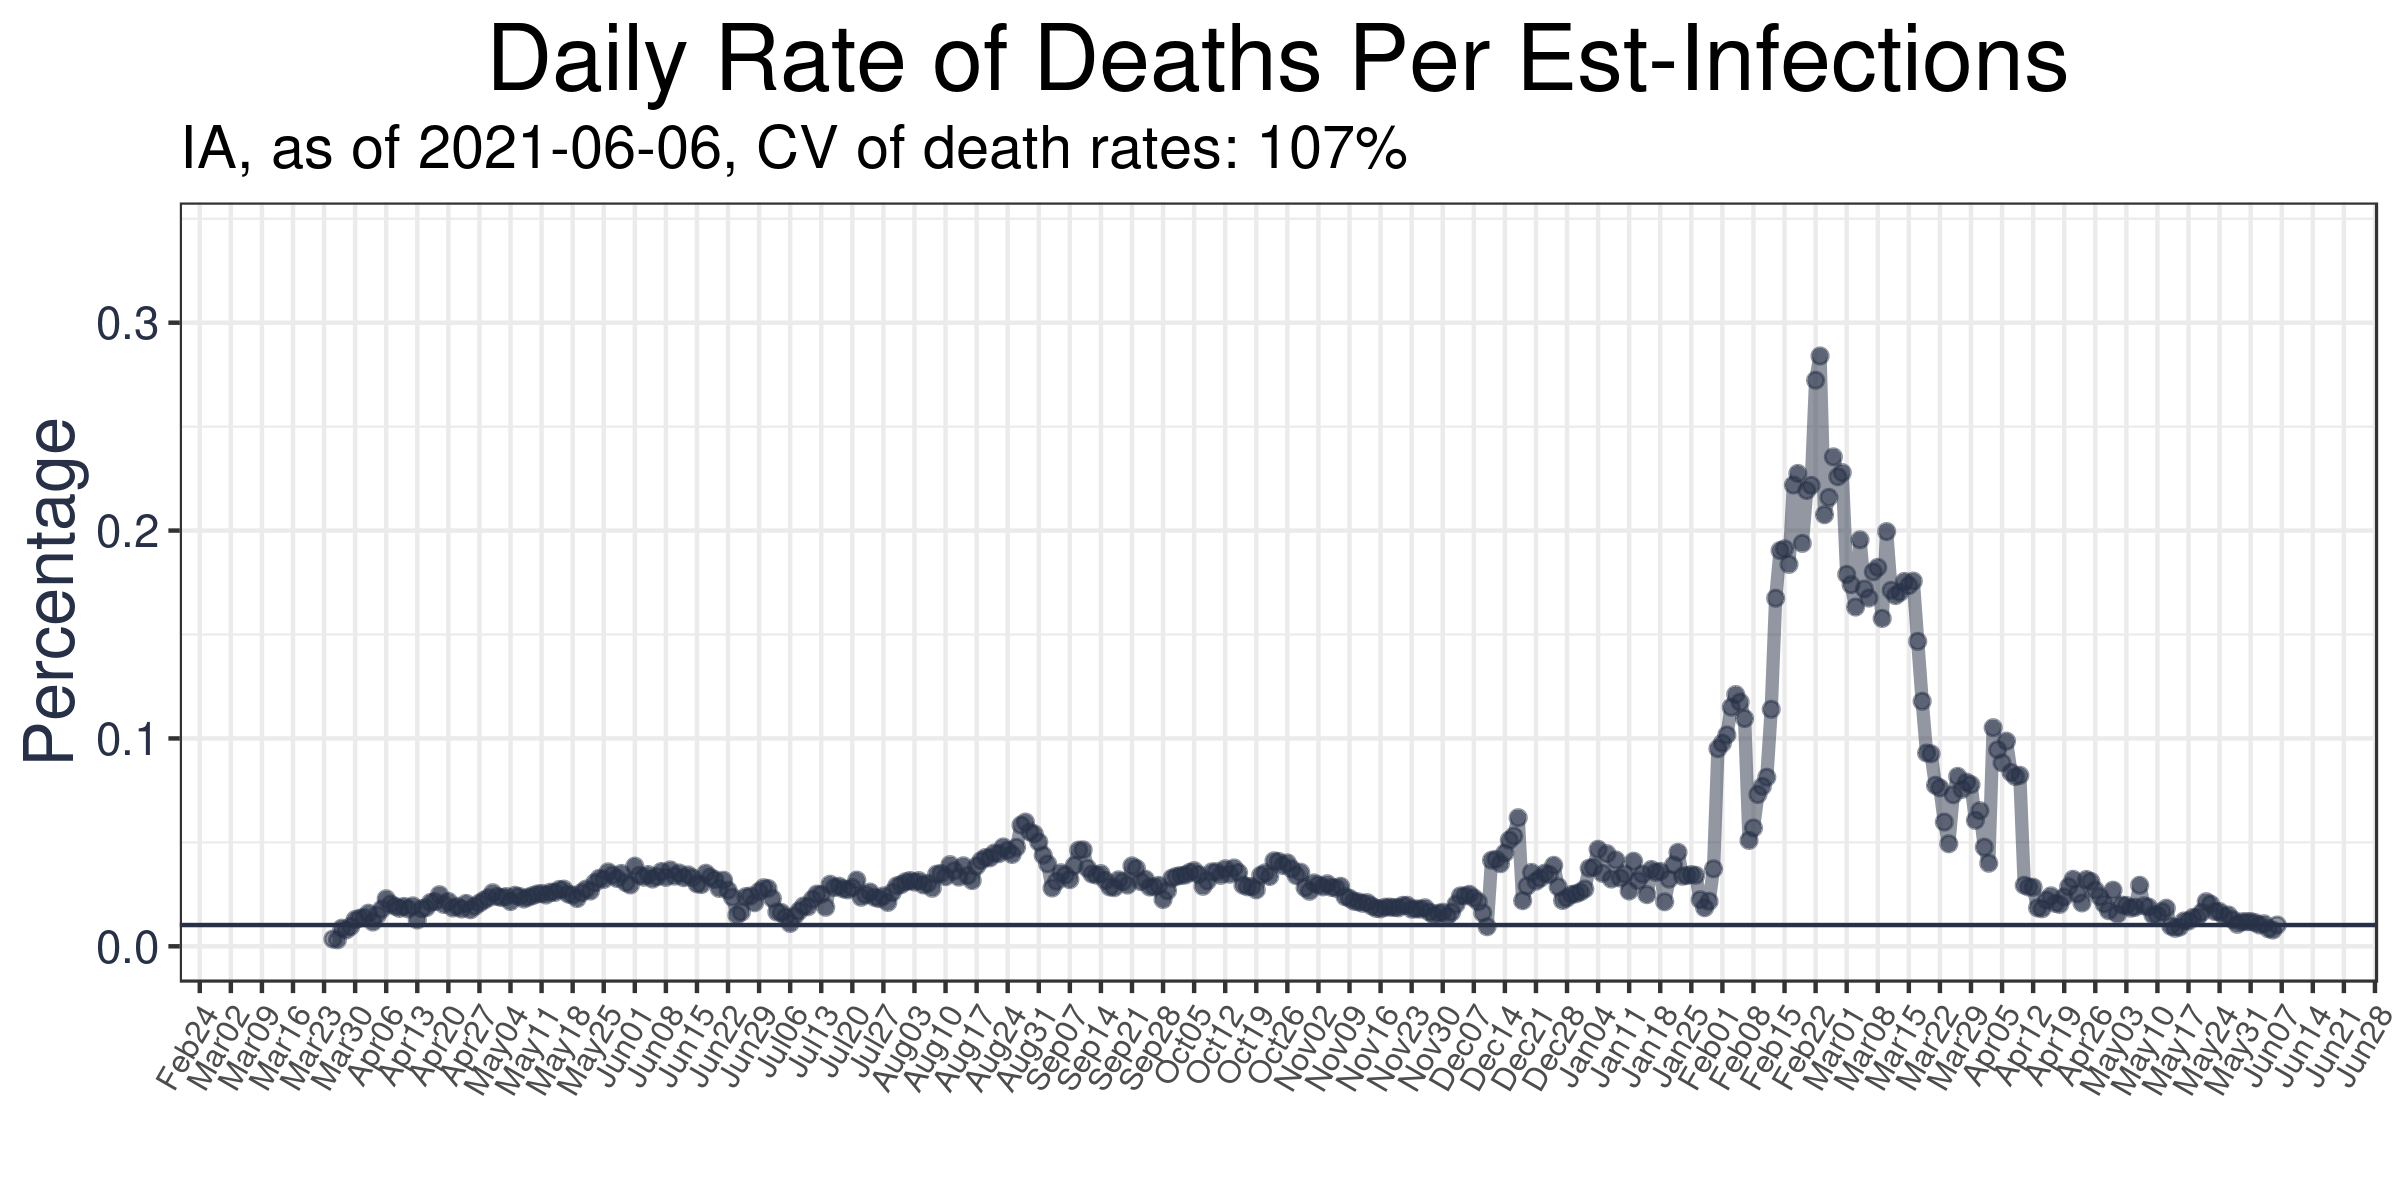 Daily Rate of Deaths Per Est-Infections
IA, as of 2021-06-06, CV of death rates: 107%
Percentage
0.3
0.2
0.1
0.0
Feb24
Mar02
Mar09
Mar16
Mar23
Mar30
Apr06
Apr13
Apr20
Apr27
May04
May11
May18
May25
Jun01
Jun08
Jun15
Jun22
Jun29
Jul06
Jul13
Jul20
Jul27
Aug03
Aug10
Aug17
Aug24
Aug31
Sep07
Sep14
Sep21
Sep28
Oct05
Oct12
Oct19
Oct26
Nov02
Nov09
Nov16
Nov23
Nov30
Dec07
Dec14
Dec21
Dec28
Jan04
Jan11
Jan18
Jan25
Feb01
Feb08
Feb15
Feb22
Mar01
Mar08
Mar15
Mar22
Mar29
Apr05
Apr12
Apr19
Apr26
May03
May10
May17
May24
May31
Jun07
Jun14
Jun21
Jun28